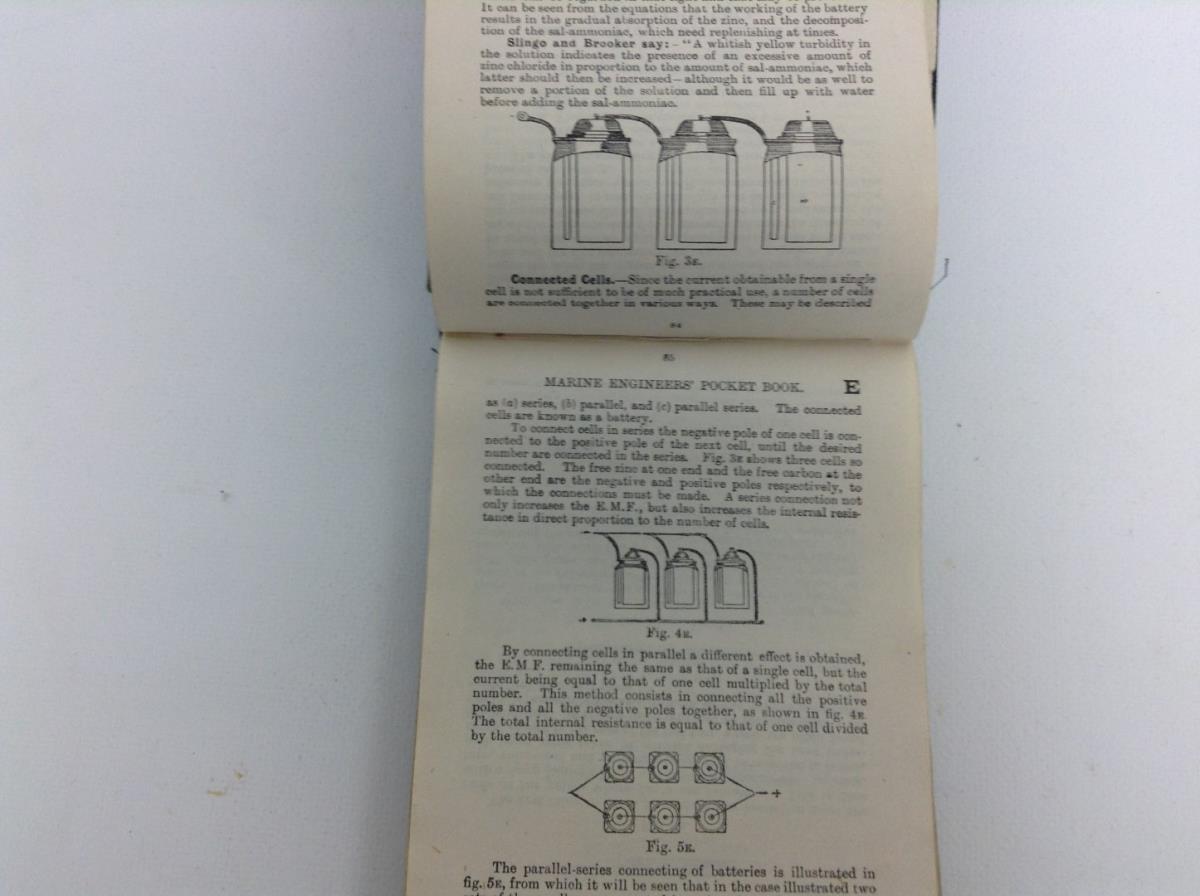 It can be seen from the equations that the working of the battery
results in the gradual absorption of the zinc, and the decomposi-
tion of the sal-ammoniac, which need replenishing at times.
Slingo and Brooker say:- "A whitish yellow turbidity in
the solution indicates the presence of an excessive amount of
zinc chloride in proportion to the amount of sal-ammoniac, which
latter should then be increased—although it would be as well to
remove a portion of the solution and then fill up with water
before adding the sal-ammoniac.
Fig. 3E.
Connected Cells.—Since the current obtainable from a single
cell is not sufficient to be of much practical use, a number of cells
are connected together in various ways. These may be described
84
85
MARINE ENGINEERS' POCKET BOOK. E
as (a) series, (b) parallel, and (c) parallel series. The connected
cells are known as a battery.
To connect cells in series the negative pole of one cell is con-
nected to the positive pole of the next cell, until the desired
number are connected in the series. Fig. 3E shows three cells so
connected. The free zinc at one end and the free carbon at the
other end are the negative and positive poles respectively, to
which the connections must be made. A series connection not
only increases the E.M.F., but also increases the internal resis-
tance in direct proportion to the number of cells.
- 
+
Fig. 4E.
By connecting cells in parallel a different effect is obtained,
the E.M F. remaining the same as that of a single cell, but the
current being equal to that of one cell multiplied by the total
number. This method consists in connecting all the positive
poles and all the negative poles together, as shown in fig. 4E
The total internal resistance is equal to that of one cell divided
by the total number.
— +
Fig. 5E.
The parallel-series connecting of batteries is illustrated in
fig. 5E, from which it will be seen that in the case illustrated two